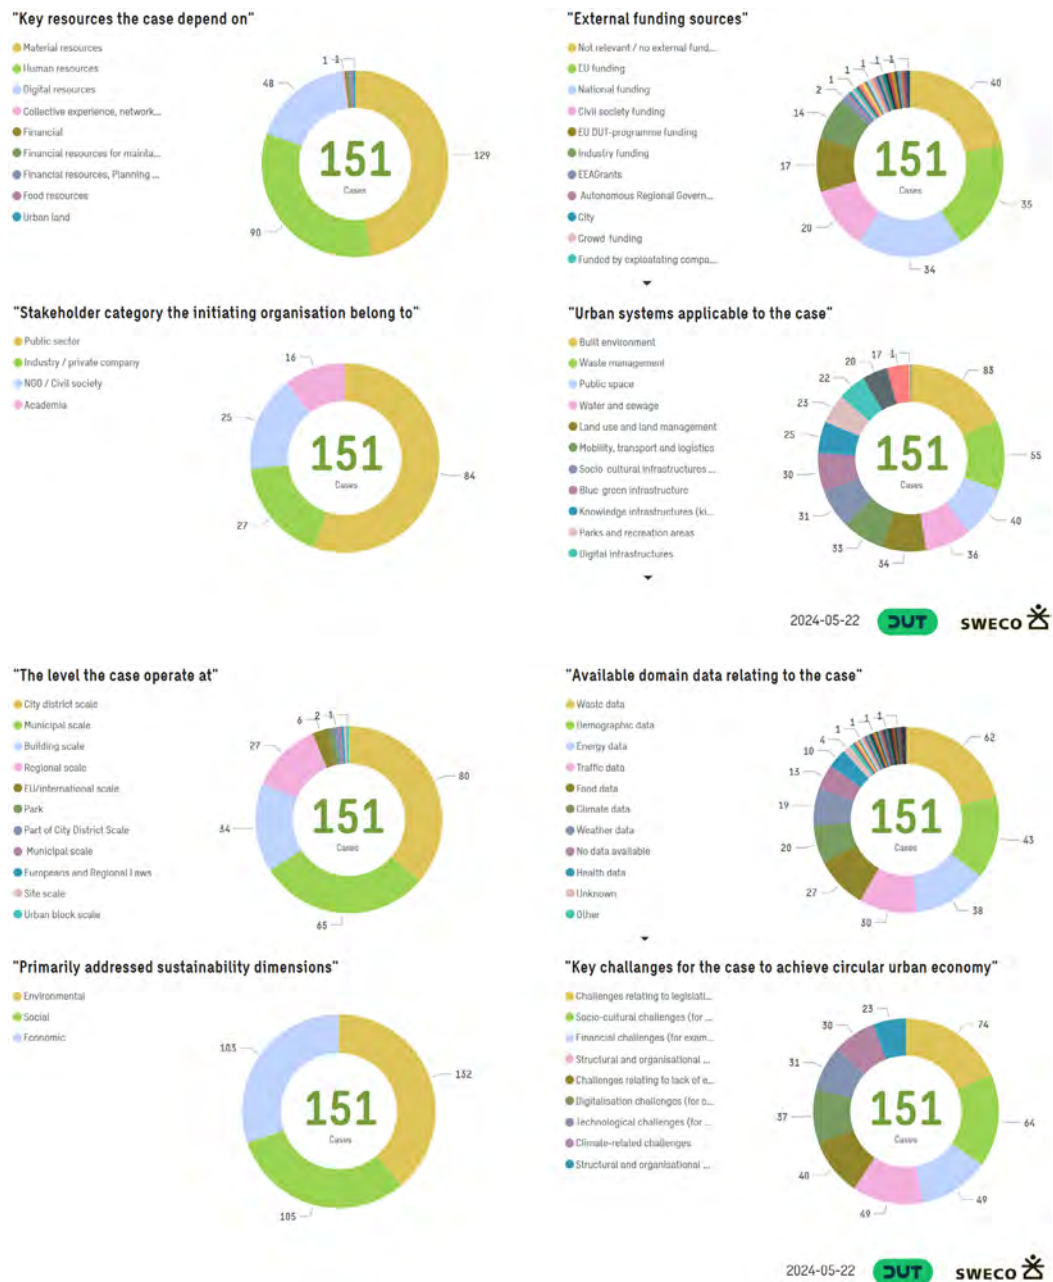 "Key resources the case depend on"
Material resources
Human resources
Digital resources
Collective experience, network...
Financial
Financial resources for mainta...
Financial resources, Planning ...
Food resources
Urban land
1
1
48
129
90
151
Cases
"External funding sources"
Not relevant / no external fund...
EU funding
National funding
Civil society funding
EU DUT-programme funding
Industry funding
EEAGrants
Autonomous Regional Govern...
City
Crowd funding
Funded by exploatating compa...
1
1
1
1
1
1
2
14
17
20
34
35
40
151
Cases
"Stakeholder category the initiating organisation belong to"
Public sector
Industry / private company
NGO / Civil society
Academia
16
25
27
84
151
Cases
"Urban systems applicable to the case"
Built environment
Waste management
Public space
Water and sewage
Land use and land management
Mobility, transport and logistics
Socio-cultural infrastructures ...
Blue-green infrastructure
Knowledge infrastructures (ki...
Parks and recreation areas
Digital infrastructures
1
17
20
22
23
25
30
31
33
34
36
40
55
83
151
Cases
2024-05-22
DUT
SWECO
"The level the case operate at"
City district scale
Municipal scale
Building scale
Regional scale
EU/international scale
Park
Part of City District Scale
Municipal scale
Europeans and Regional Laws
Site scale
Urban block scale
1
2
6
27
34
65
80
151
Cases
"Available domain data relating to the case"
Waste data
Demographic data
Energy data
Traffic data
Food data
Climate data
Weather data
No data available
Health data
Unknown
Other
1
1
1
1
4
10
19
20
27
30
38
43
62
151
Cases
"Primarily addressed sustainability dimensions"
Environmental
Social
Economic
103
132
105
151
Cases
"Key challanges for the case to achieve circular urban economy"
Challenges relating to legislati...
Socio-cultural challenges (for ...
Financial challenges (for exam...
Structural and organisational ...
Challenges relating to lack of e...
Digitalisation challenges (for o...
Technological challenges (for ...
Climate-related challenges
Structural and organisational ...
23
30
31
37
40
49
49
64
74
151
Cases
2024-05-22
DUT
SWECO